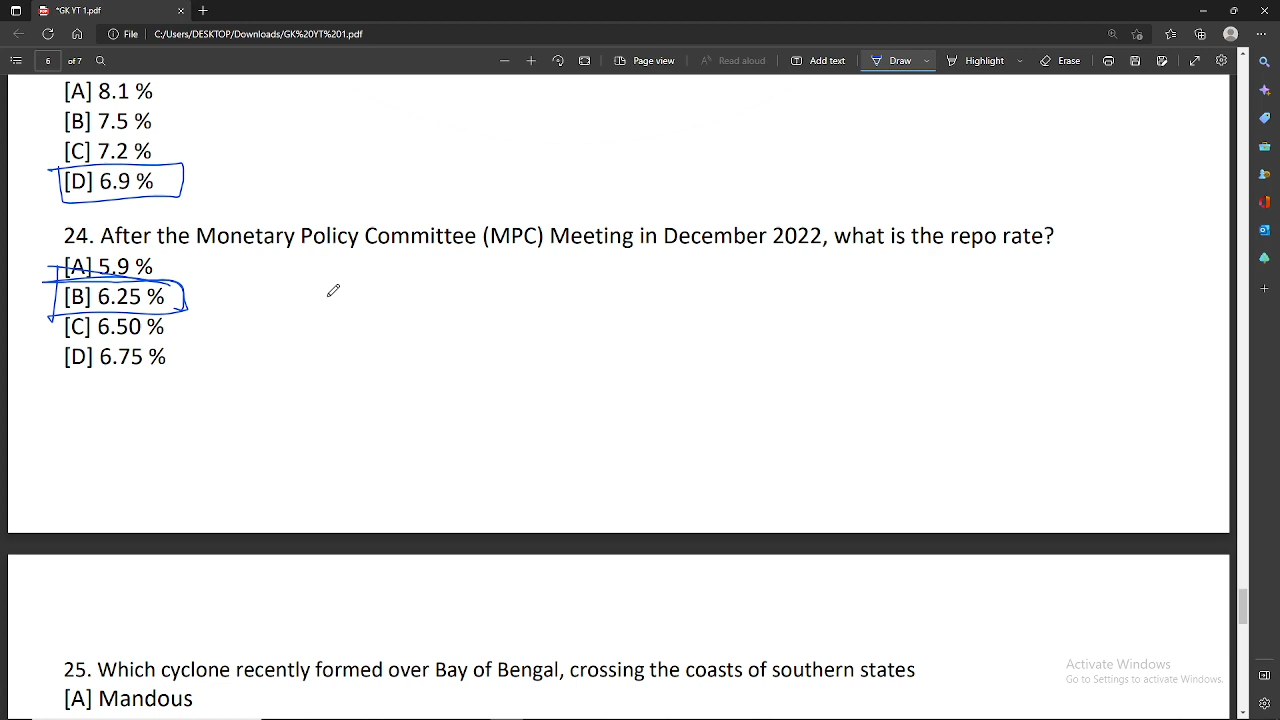 *GK YT 1.pdf
File
C:/Users/DESKTOP/Downloads/GK%20YT%201.pdf
6 of 7
Page view
Read aloud
Add text
Draw
Highlight
Erase
[A] 8.1 %
[B] 7.5 %
[C] 7.2 %
[D] 6.9 %
24. After the Monetary Policy Committee (MPC) Meeting in December 2022, what is the repo rate?
[A] 5.9 %
[B] 6.25 %
[C] 6.50 %
[D] 6.75 %
25. Which cyclone recently formed over Bay of Bengal, crossing the coasts of southern states
[A] Mandous
Activate Windows
Go to Settings to activate Windows.